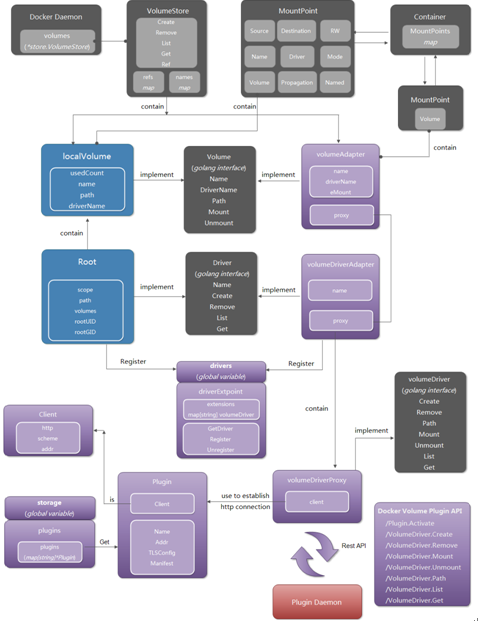 Docker Daemon
volumes
(*store.VolumeStore)
VolumeStore
Create
Remove
List
Get
Ref
refs
map
names
map
MountPoint
Source
Destination
RW
Name
Driver
Mode
Volume
Propagation
Named
Container
MountPoints
map
MountPoint
Volume
contain
contain
contain
localVolume
usedCount
name
path
driverName
implement
Volume
(golang interface)
Name
DriverName
Path
Mount
Unmount
implement
volumeAdapter
name
driverName
eMount
proxy
contain
Root
scope
path
volumes
rootUID
rootGID
implement
Driver
(golang interface)
Name
Create
Remove
List
Get
implement
volumeDriverAdapter
name
proxy
Register
Register
drivers
(global variable)
driverExtpoint
extensions
map[string] volumeDriver
GetDriver
Register
Unregister
contain
volumeDriver
(golang interface)
Create
Remove
Path
Mount
Unmount
List
Get
implement
Client
http
scheme
addr
is
Plugin
Client
Name
Addr
TLSConfig
Manifest
use to establish
http connection
volumeDriverProxy
client
storage
(global variable)
plugins
plugins
(map[string]*Plugin)
Get
Rest API
Plugin Daemon
Docker Volume Plugin API
/Plugin.Activate
/VolumeDriver.Create
/VolumeDriver.Remove
/VolumeDriver.Mount
/VolumeDriver.Unmount
/VolumeDriver.Path
/VolumeDriver.List
/VolumeDriver.Get